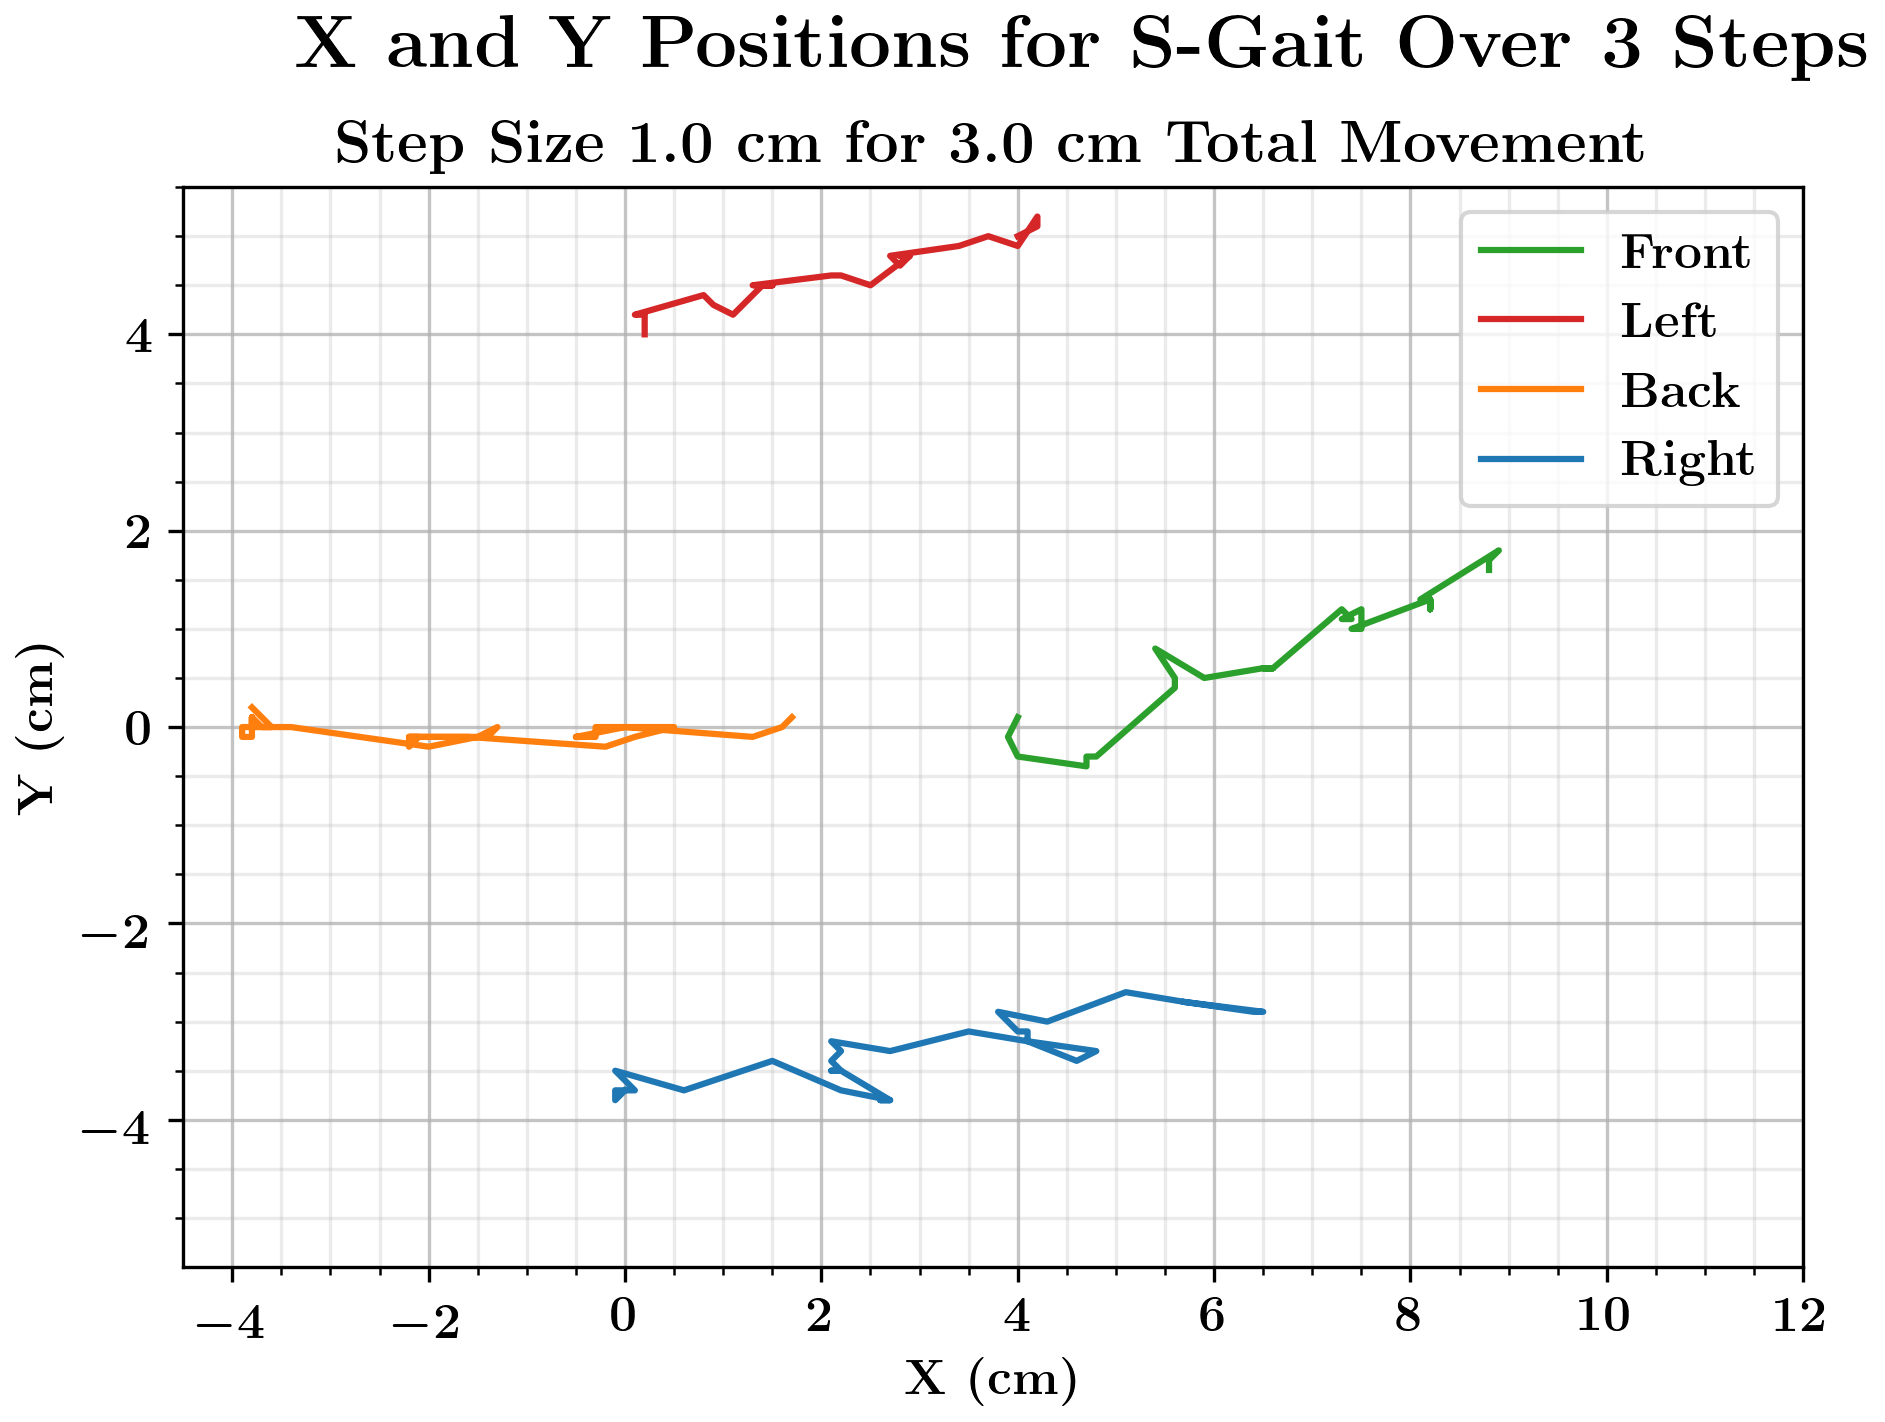 X and Y Positions for S-Gait Over 3 Steps
Step Size 1.0 cm for 3.0 cm Total Movement
Front
Left
Back
Right
4
2
0
−2
−4
Y (cm)
−4 −2 0 2 4 6 8 10 12
X (cm)